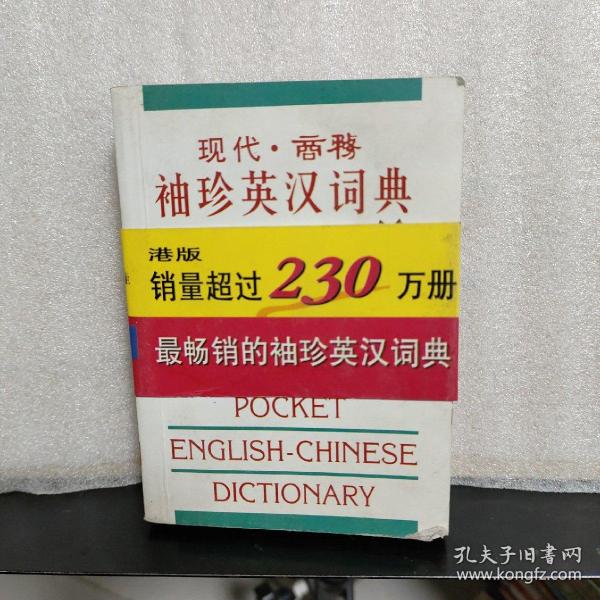 现代·商務
袖珍英汉词典
港版
销量超过230万册
最畅销的袖珍英汉词典
POCKET
ENGLISH-CHINESE
DICTIONARY
孔夫子旧书网
www.kongfz.com